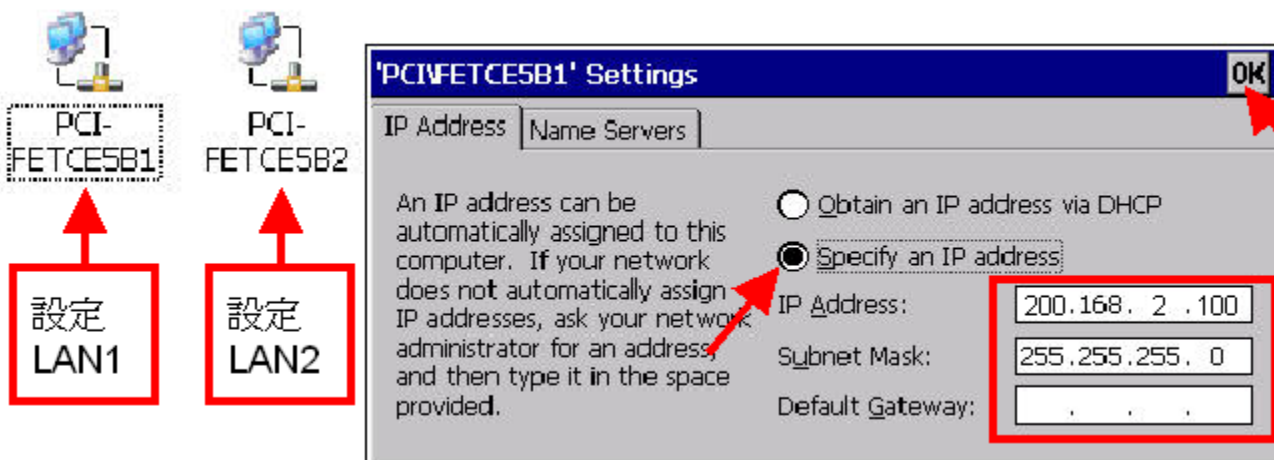 PCI-
FETCE5B1
PCI-
FETCE5B2
設定
LAN1
設定
LAN2
'PCI\FETCE5B1' Settings
OK
IP Address
Name Servers
An IP address can be
automatically assigned to this
computer. If your network
does not automatically assign
IP addresses, ask your network
administrator for an address,
and then type it in the space
provided.
Obtain an IP address via DHCP
Specify an IP address
IP Address: 200.168. 2 .100
Subnet Mask: 255.255.255. 0
Default Gateway: . . .